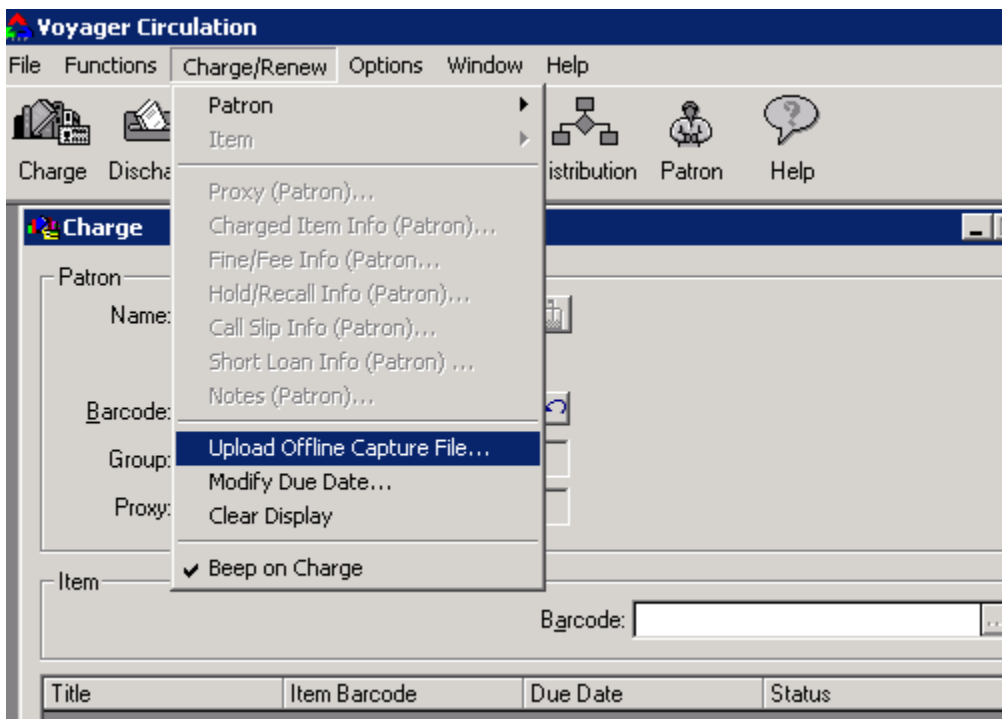 Voyager Circulation
File Functions Charge/Renew Options Window Help
Charge Discha istribution Patron Help
Patron
Item
Proxy (Patron)...
Charged Item Info (Patron)...
Fine/Fee Info (Patron...
Hold/Recall Info (Patron)...
Call Slip Info (Patron)...
Short Loan Info (Patron) ...
Notes (Patron)...
Upload Offline Capture File...
Modify Due Date...
Clear Display
Beep on Charge
Charge
Patron
Name:
Barcode:
Group:
Proxy:
Item
Barcode:
...
Title Item Barcode Due Date Status